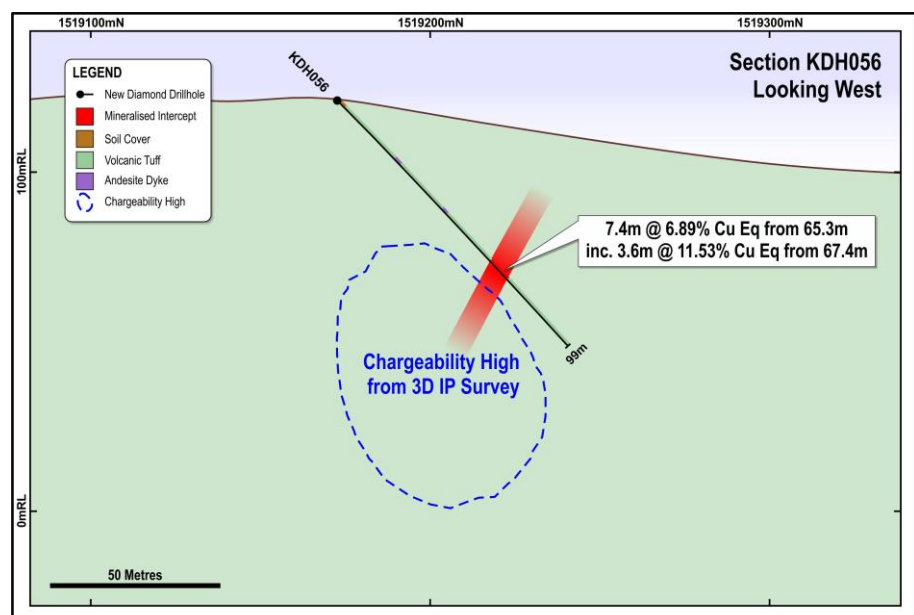 1519100mN
1519200mN
1519300mN
Section KDH056
Looking West
KDH056
LEGEND
New Diamond Drillhole
Mineralised Intercept
Soil Cover
Volcanic Tuff
Andesite Dyke
Chargeability High
100mRL
7.4m @ 6.89% Cu Eq from 65.3m
inc. 3.6m @ 11.53% Cu Eq from 67.4m
99m
Chargeability High
from 3D IP Survey
0mRL
50 Metres